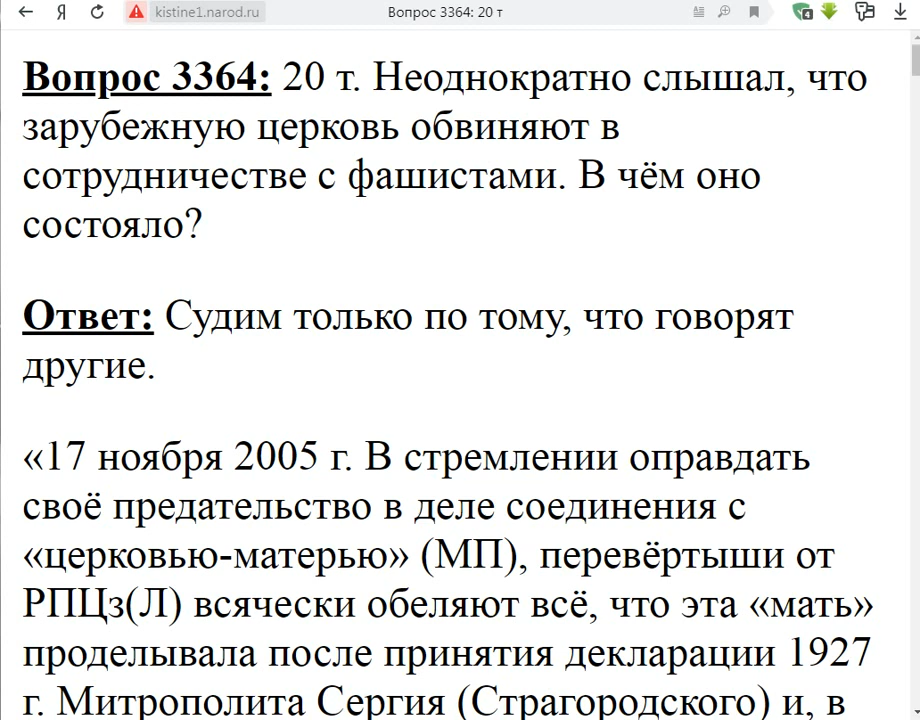 Я kistine1.narod.ru Вопрос 3364: 20 т 4
Вопрос 3364: 20 т. Неоднократно слышал, что
зарубежную церковь обвиняют в
сотрудничестве с фашистами. В чём оно
состояло?
Ответ: Судим только по тому, что говорят
другие.
«17 ноября 2005 г. В стремлении оправдать
своё предательство в деле соединения с
«церковью-матерью» (МП), перевёртыши от
РПЦз(Л) всячески обеляют всё, что эта «мать»
проделывала после принятия декларации 1927
г. Митрополита Сергия (Страгородского) и, в